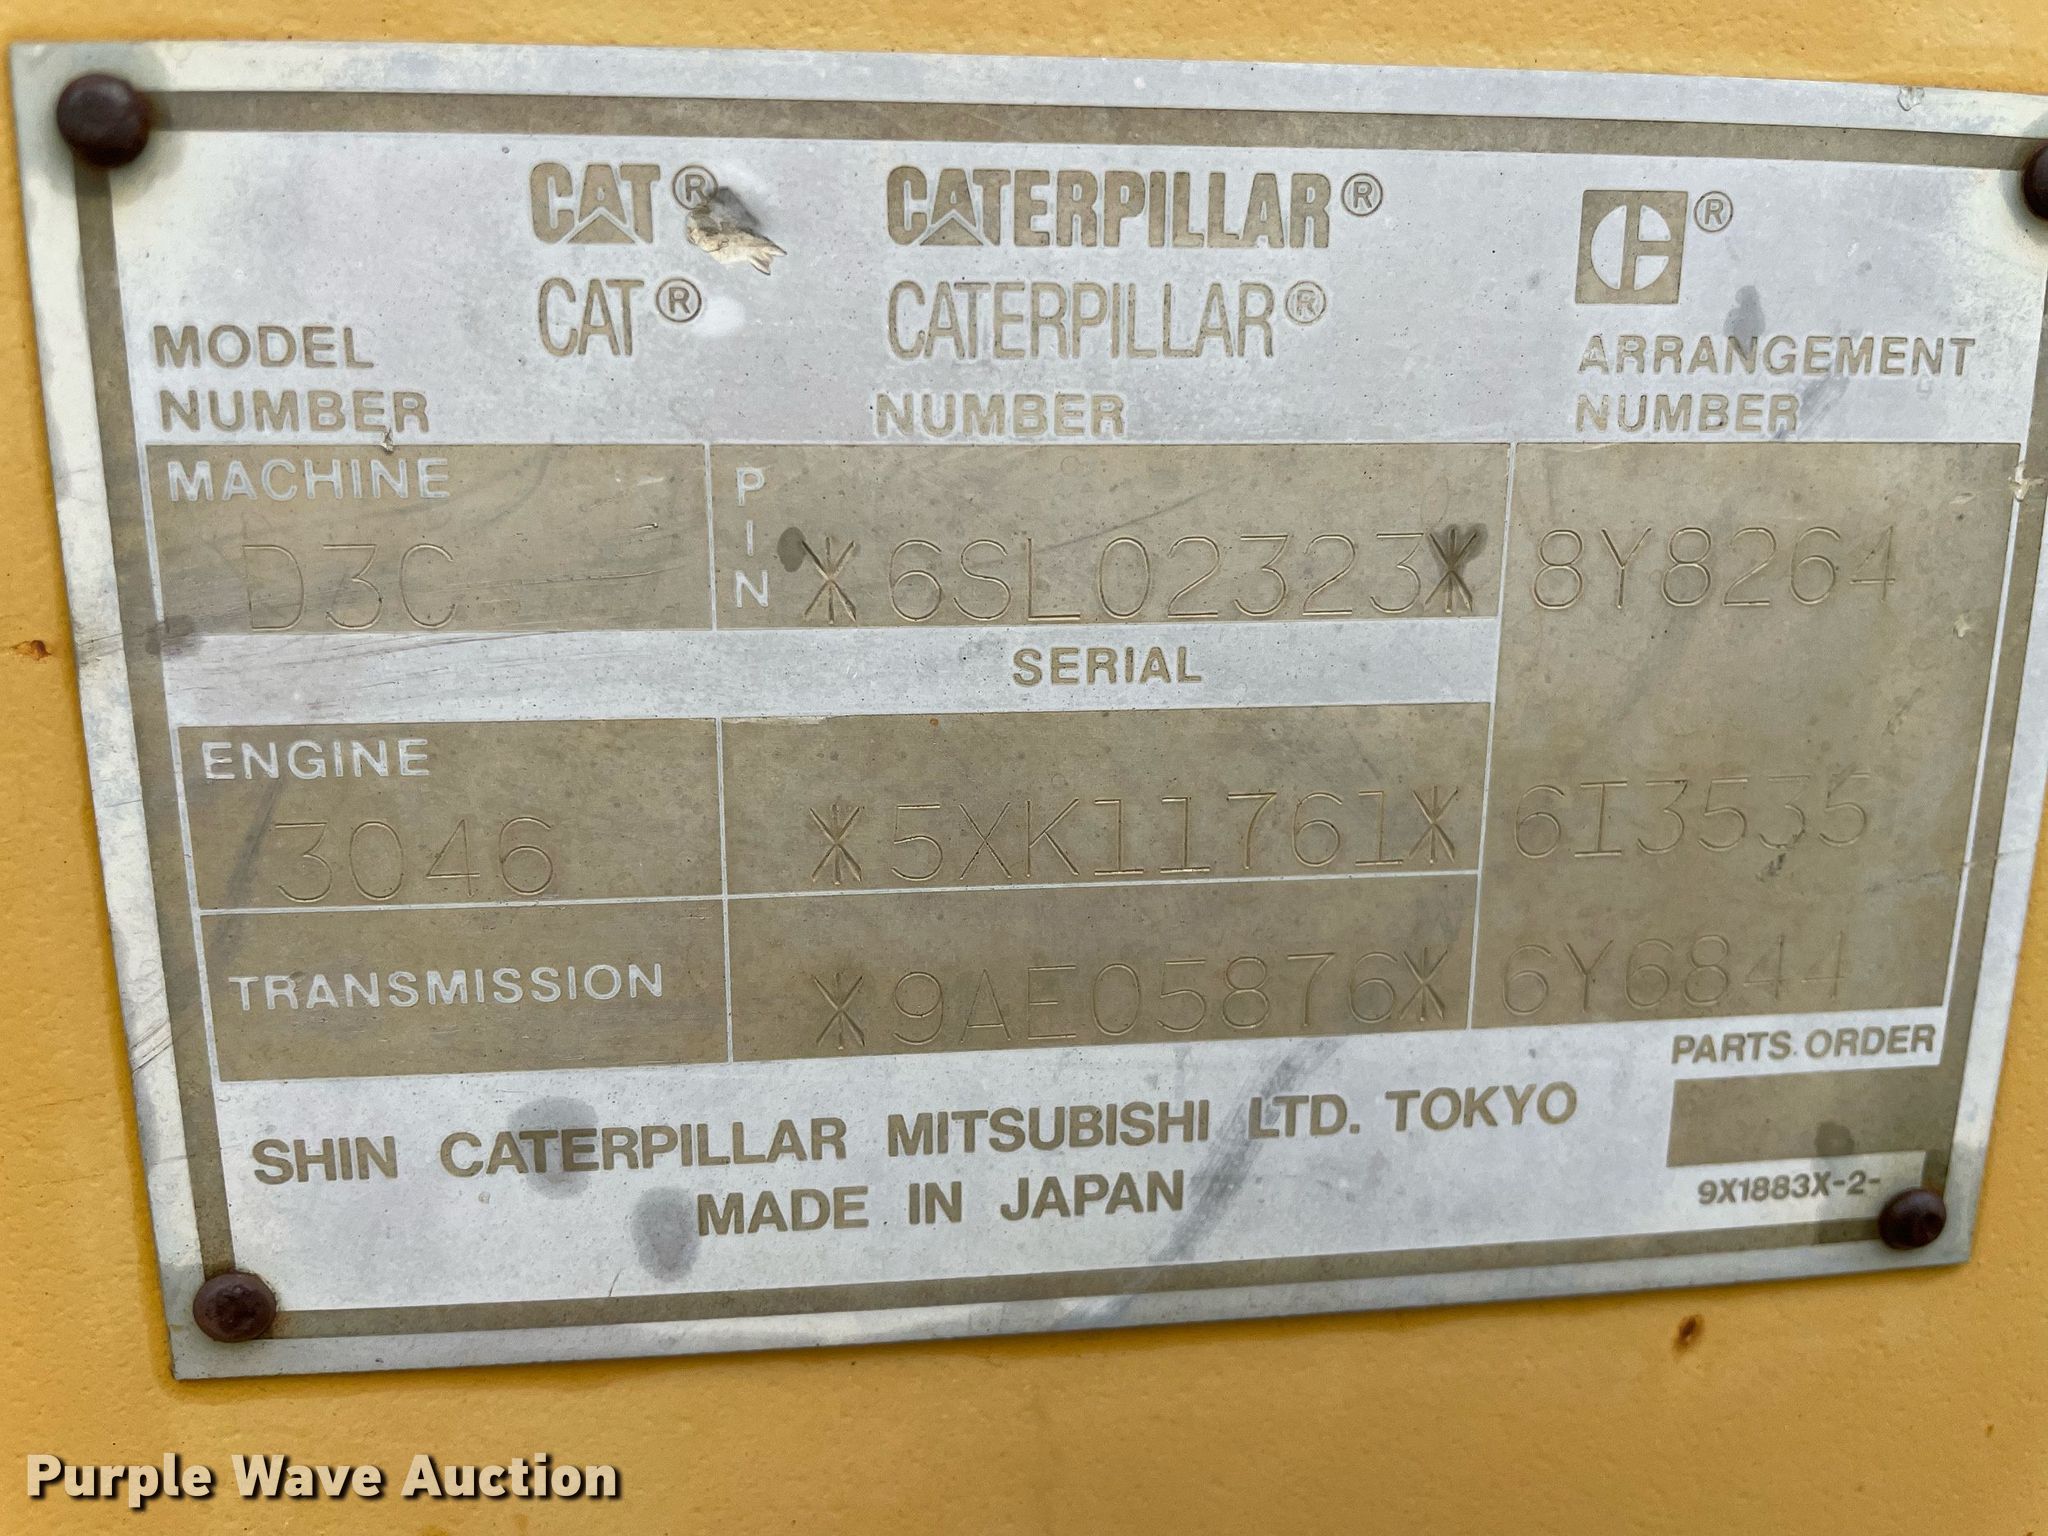 CAT® CATERPILLAR® ®
CAT® CATERPILLAR®
MODEL NUMBER NUMBER ARRANGEMENT NUMBER
MACHINE PIN
D3C *6SL02323* 8Y8264
SERIAL
ENGINE
3046 *5XK11761* 6I3535
TRANSMISSION *9AE05876* 6Y6844
PARTS ORDER
SHIN CATERPILLAR MITSUBISHI LTD. TOKYO
MADE IN JAPAN
9X1883X-2-
Purple Wave Auction